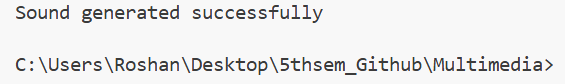 Sound generated successfully
C:\Users\Roshan\Desktop\5thsem_Github\Multimedia>